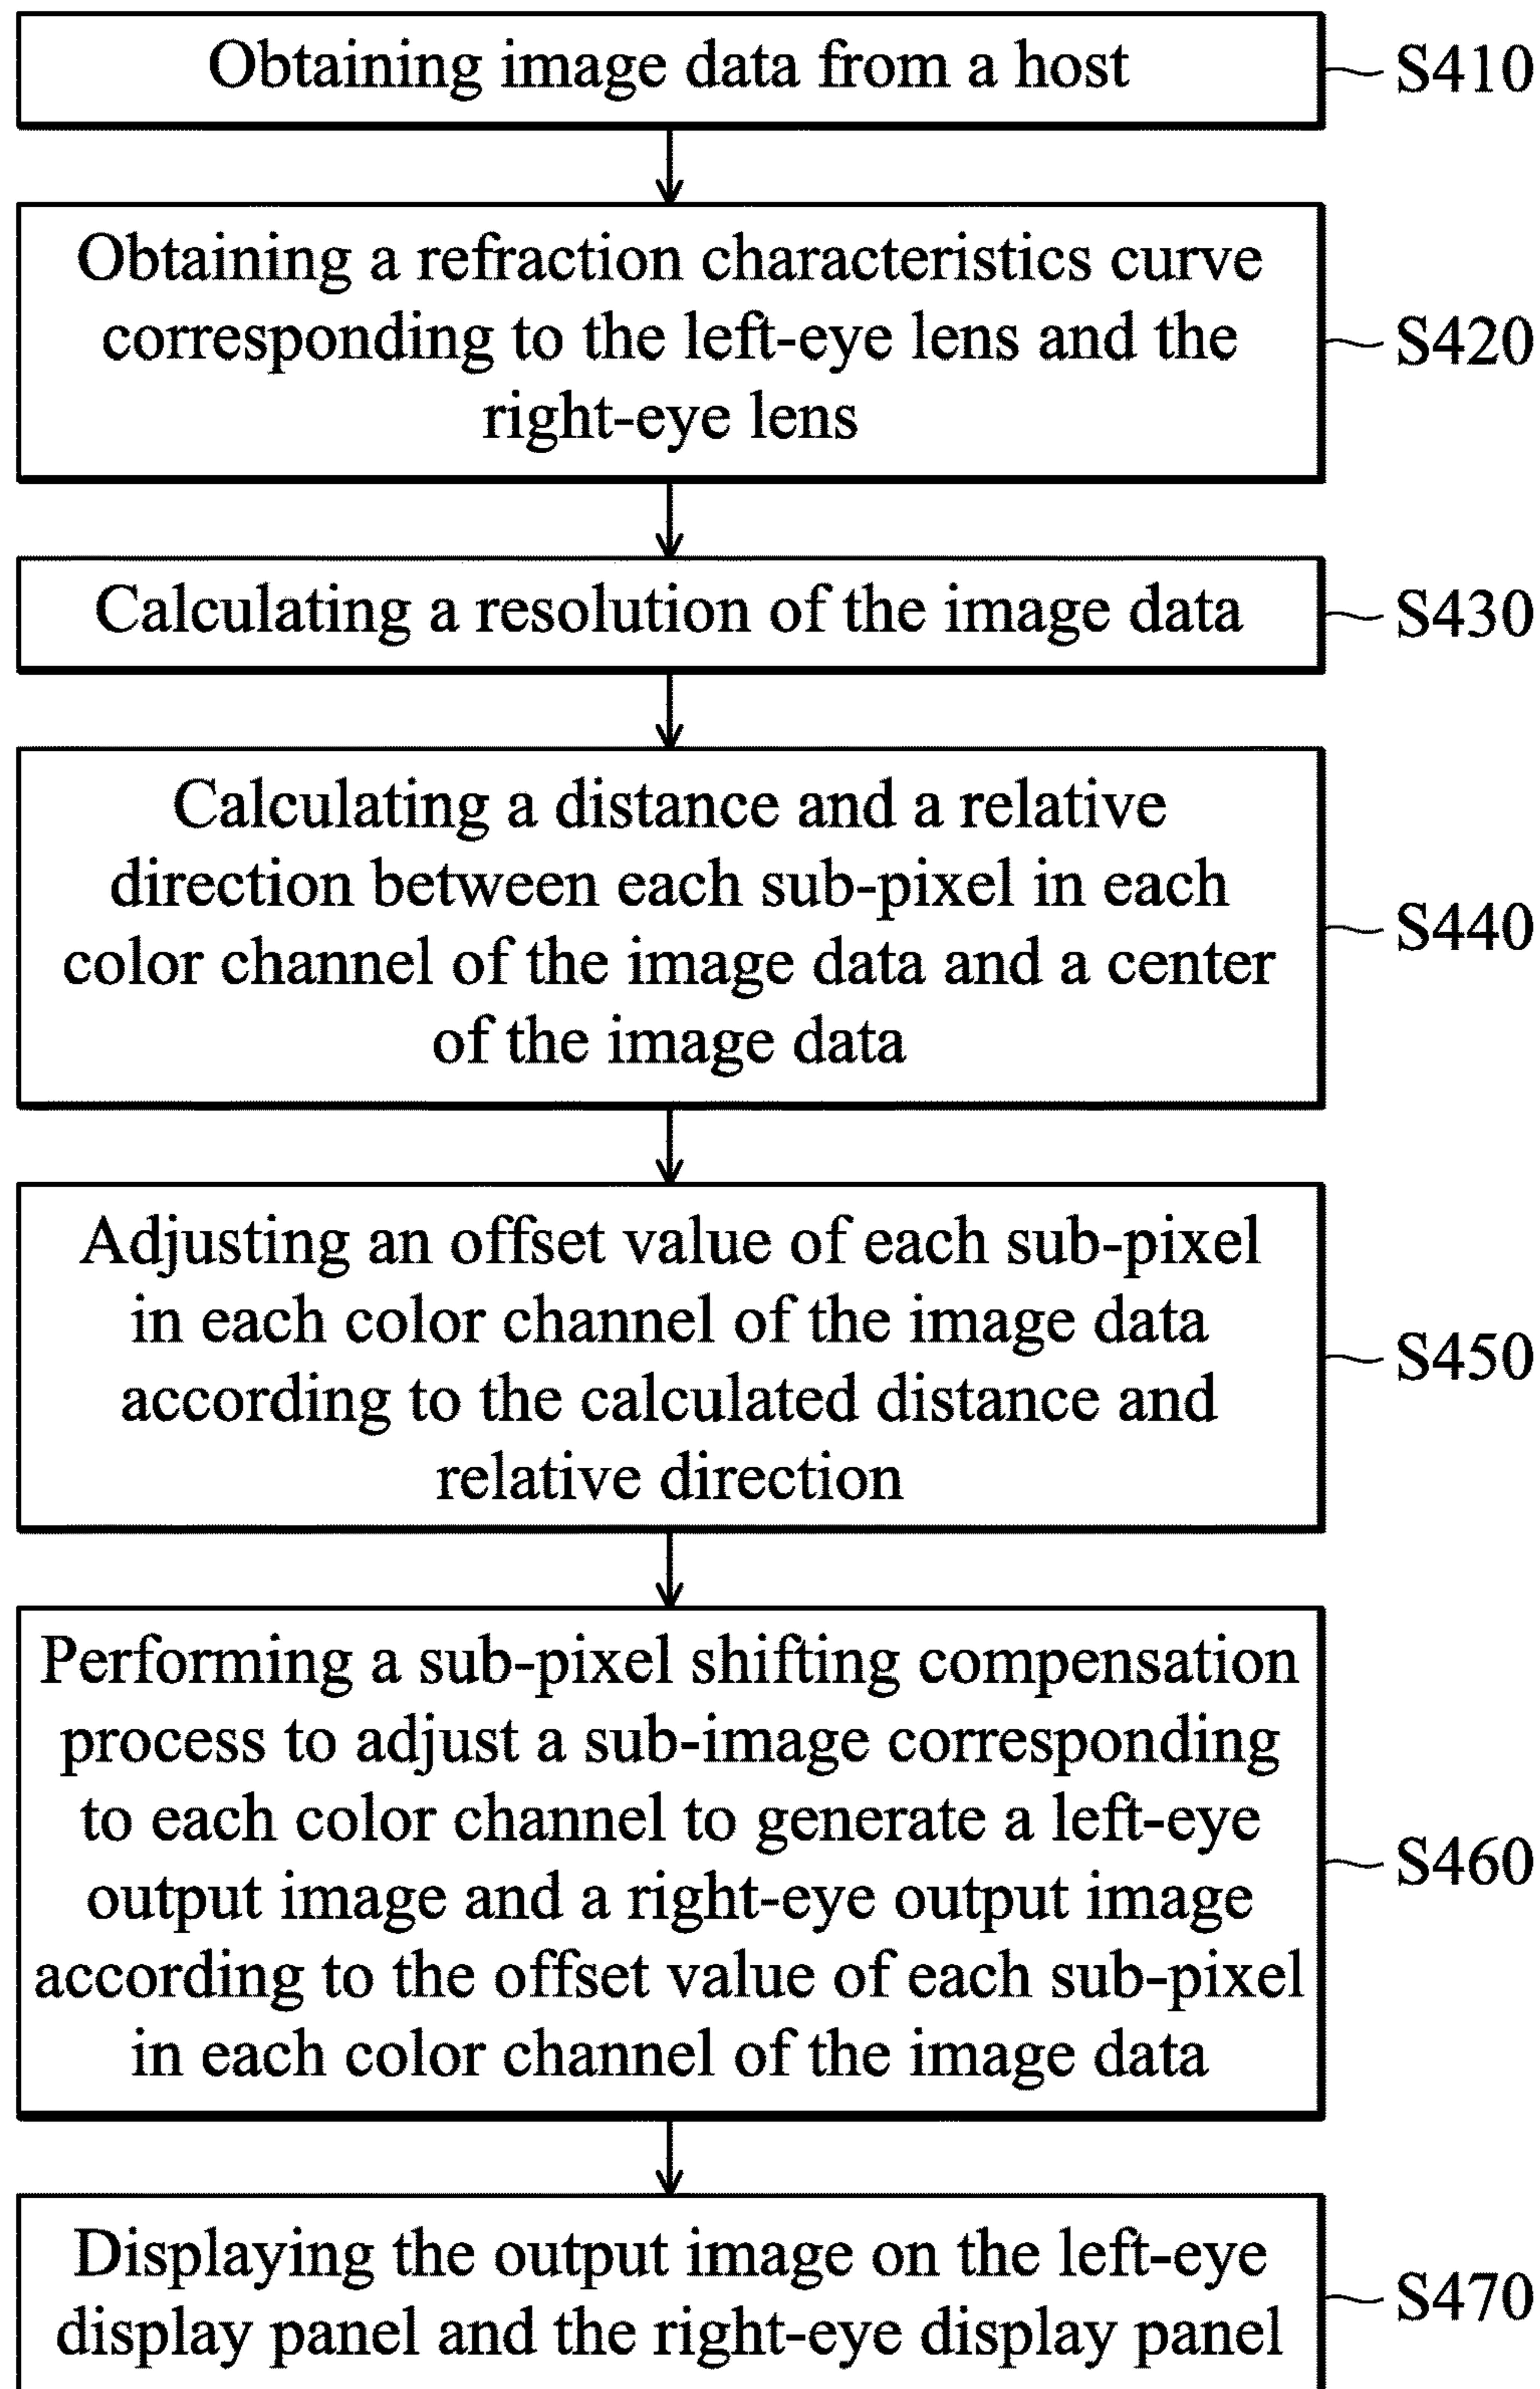 Obtaining image data from a host
S410
Obtaining a refraction characteristics curve
corresponding to the left-eye lens and the
right-eye lens
S420
Calculating a resolution of the image data
S430
Calculating a distance and a relative
direction between each sub-pixel in each
color channel of the image data and a center
of the image data
S440
Adjusting an offset value of each sub-pixel
in each color channel of the image data
according to the calculated distance and
relative direction
S450
Performing a sub-pixel shifting compensation
process to adjust a sub-image corresponding
to each color channel to generate a left-eye
output image and a right-eye output image
according to the offset value of each sub-pixel
in each color channel of the image data
S460
Displaying the output image on the left-eye
display panel and the right-eye display panel
S470